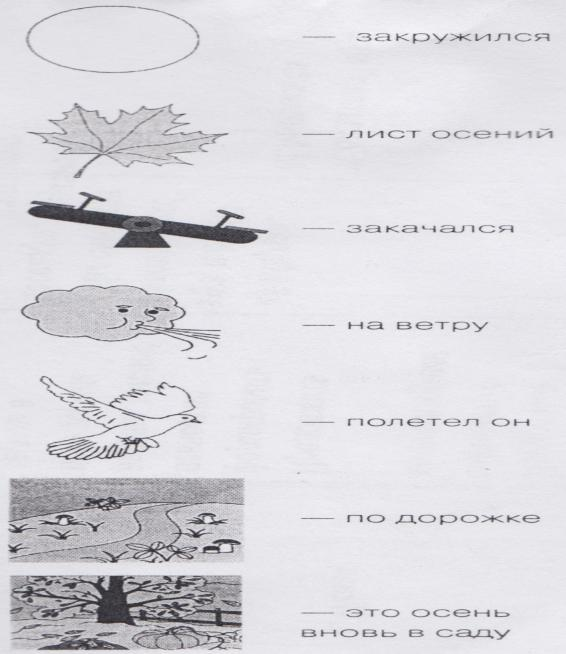 — закружился
— лист осений
— закачался
— на ветру
— полетел он
— по дорожке
— это осень
вновь в саду